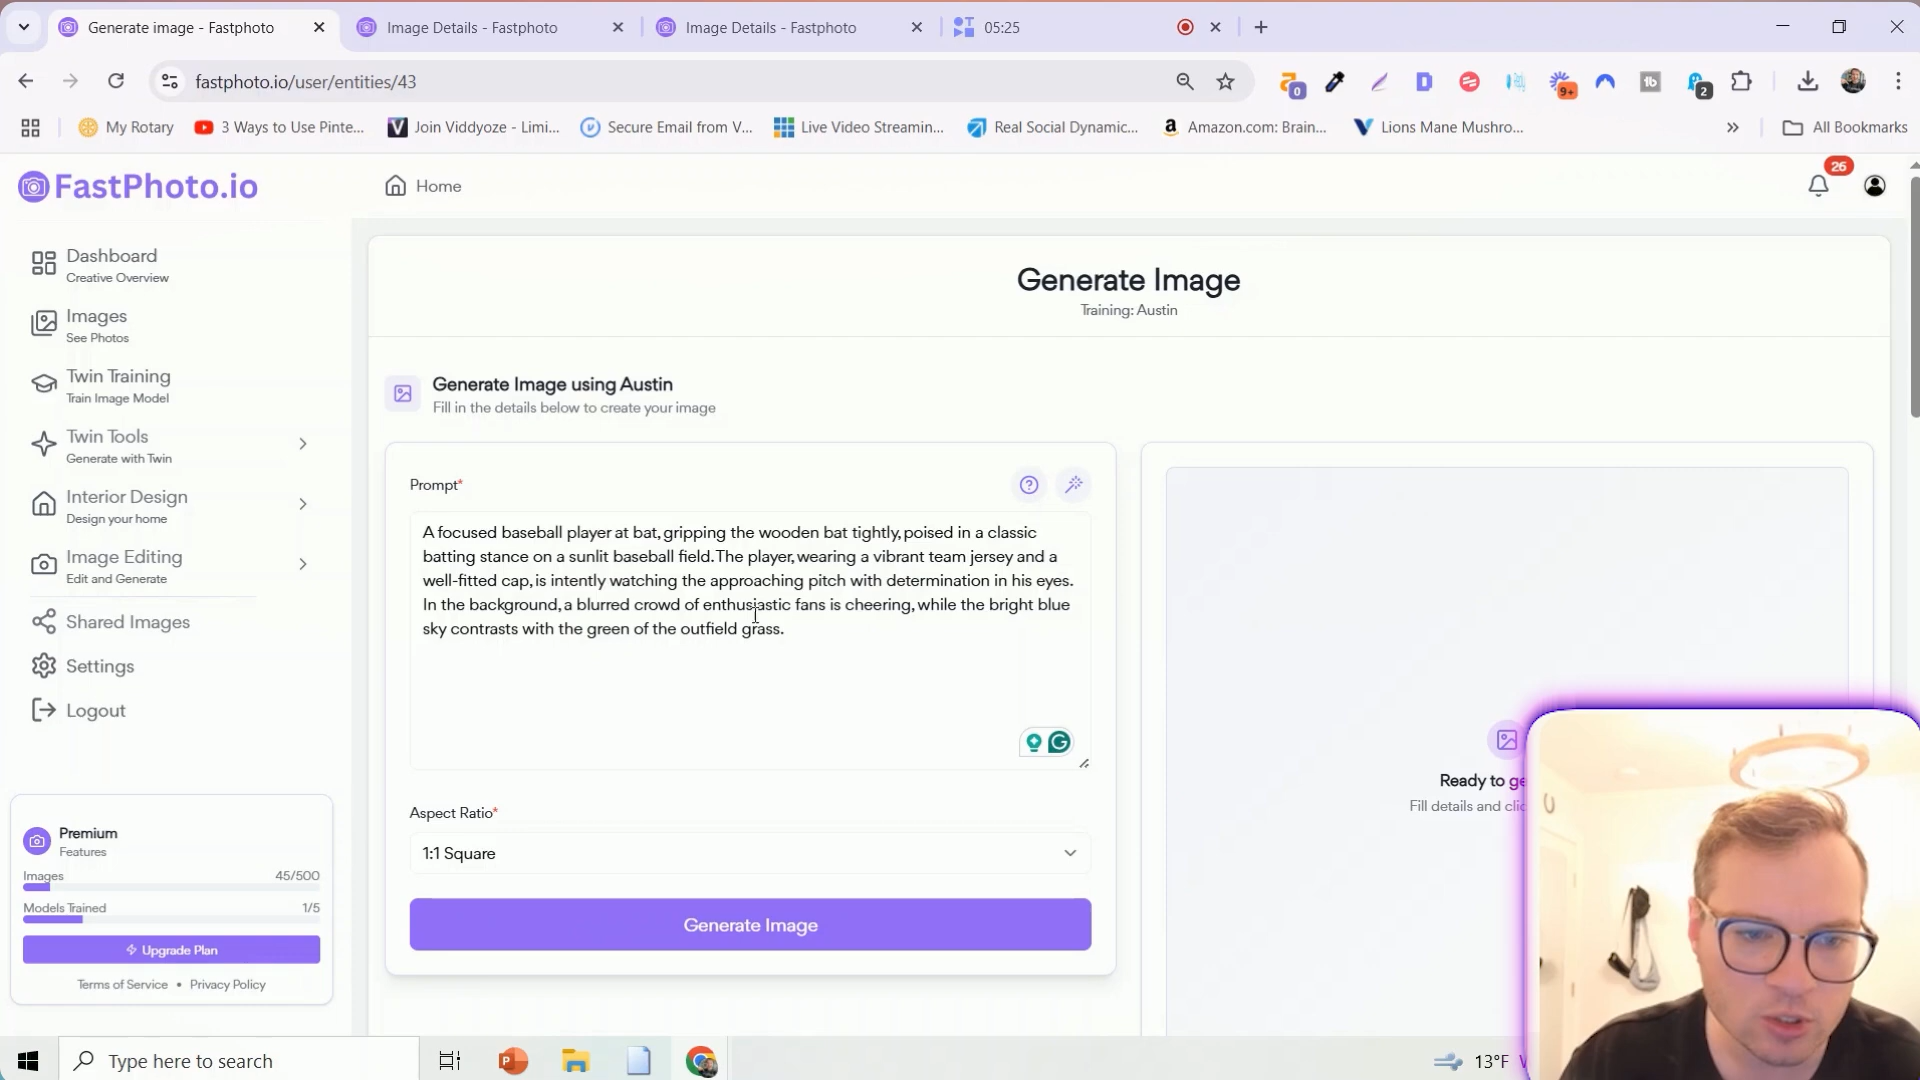 Generate image - Fastphoto
Image Details - Fastphoto
Image Details - Fastphoto
05:25
fastphoto.io/user/entities/43
0
9+
tb
2
My Rotary
3 Ways to Use Pinte...
Join Viddyoze - Limi...
Secure Email from V...
Live Video Streamin...
Real Social Dynamic...
Amazon.com: Brain...
Lions Mane Mushro...
All Bookmarks
FastPhoto.io
Home
26
Dashboard
Creative Overview
Images
See Photos
Twin Training
Train Image Model
Twin Tools
Generate with Twin
Interior Design
Design your home
Image Editing
Edit and Generate
Shared Images
Settings
Logout
Premium
Features
Images 45/500
Models Trained 1/5
Upgrade Plan
Terms of Service • Privacy Policy
Generate Image
Training: Austin
Generate Image using Austin
Fill in the details below to create your image
Prompt*
A focused baseball player at bat, gripping the wooden bat tightly, poised in a classic
batting stance on a sunlit baseball field. The player, wearing a vibrant team jersey and a
well-fitted cap, is intently watching the approaching pitch with determination in his eyes.
In the background, a blurred crowd of enthusiastic fans is cheering, while the bright blue
sky contrasts with the green of the outfield grass.
Aspect Ratio*
1:1 Square
Generate Image
Ready to ge
Fill details and clic
Type here to search
13°F